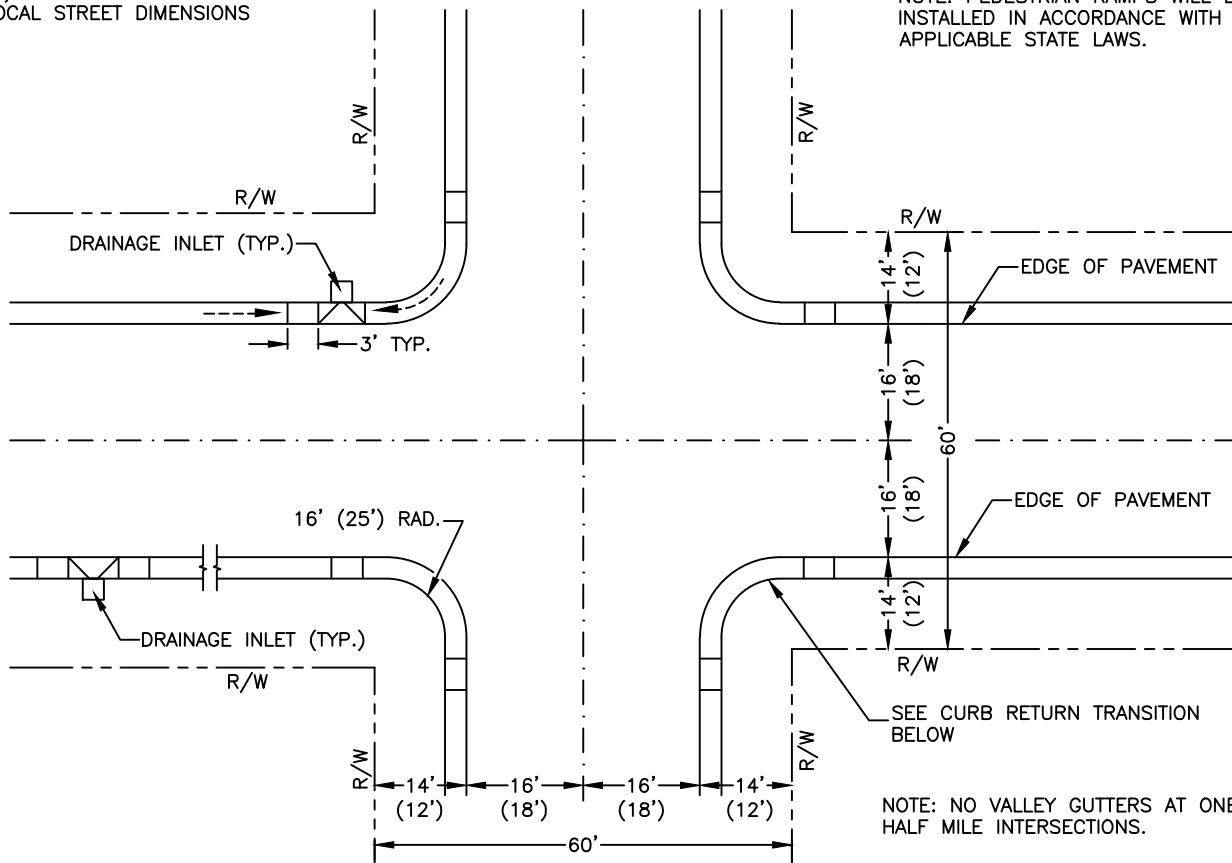 OCAL STREET DIMENSIONS
NOTE: PEDESTRIAN RAMPS WILL
INSTALLED IN ACCORDANCE WITH
APPLICABLE STATE LAWS.
R/W
R/W
R/W
R/W
DRAINAGE INLET (TYP.)
14'
(12')
EDGE OF PAVEMENT
3' TYP.
16'
(18')
60'
16'
(18')
16' (25') RAD.
EDGE OF PAVEMENT
14'
(12')
DRAINAGE INLET (TYP.)
R/W
R/W
SEE CURB RETURN TRANSITION
BELOW
R/W
R/W
14'
(12')
16'
(18')
16'
(18')
14'
(12')
60'
NOTE: NO VALLEY GUTTERS AT ONE
HALF MILE INTERSECTIONS.